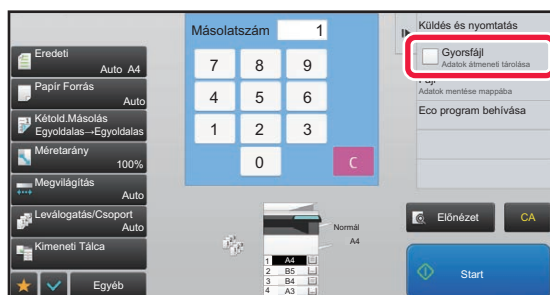 Eredeti
Auto A4
Papír Forrás
Auto
Kétold.Másolás
Egyoldalas→Egyoldalas
Méretarány
100%
Megvilágítás
Auto
Leválogatás/Csoport
Auto
Kimeneti Tálca
Egyéb
Másolatszám 1
7 8 9
4 5 6
1 2 3
0 C
Normál
A4
1 A4
2 B5
3 B4
4 A3
Küldés és nyomtatás
Gyorsfájl
Adatok átmeneti tárolása
Fájl
Adatok mentése mappába
Eco program behívása
Előnézet
CA
Start